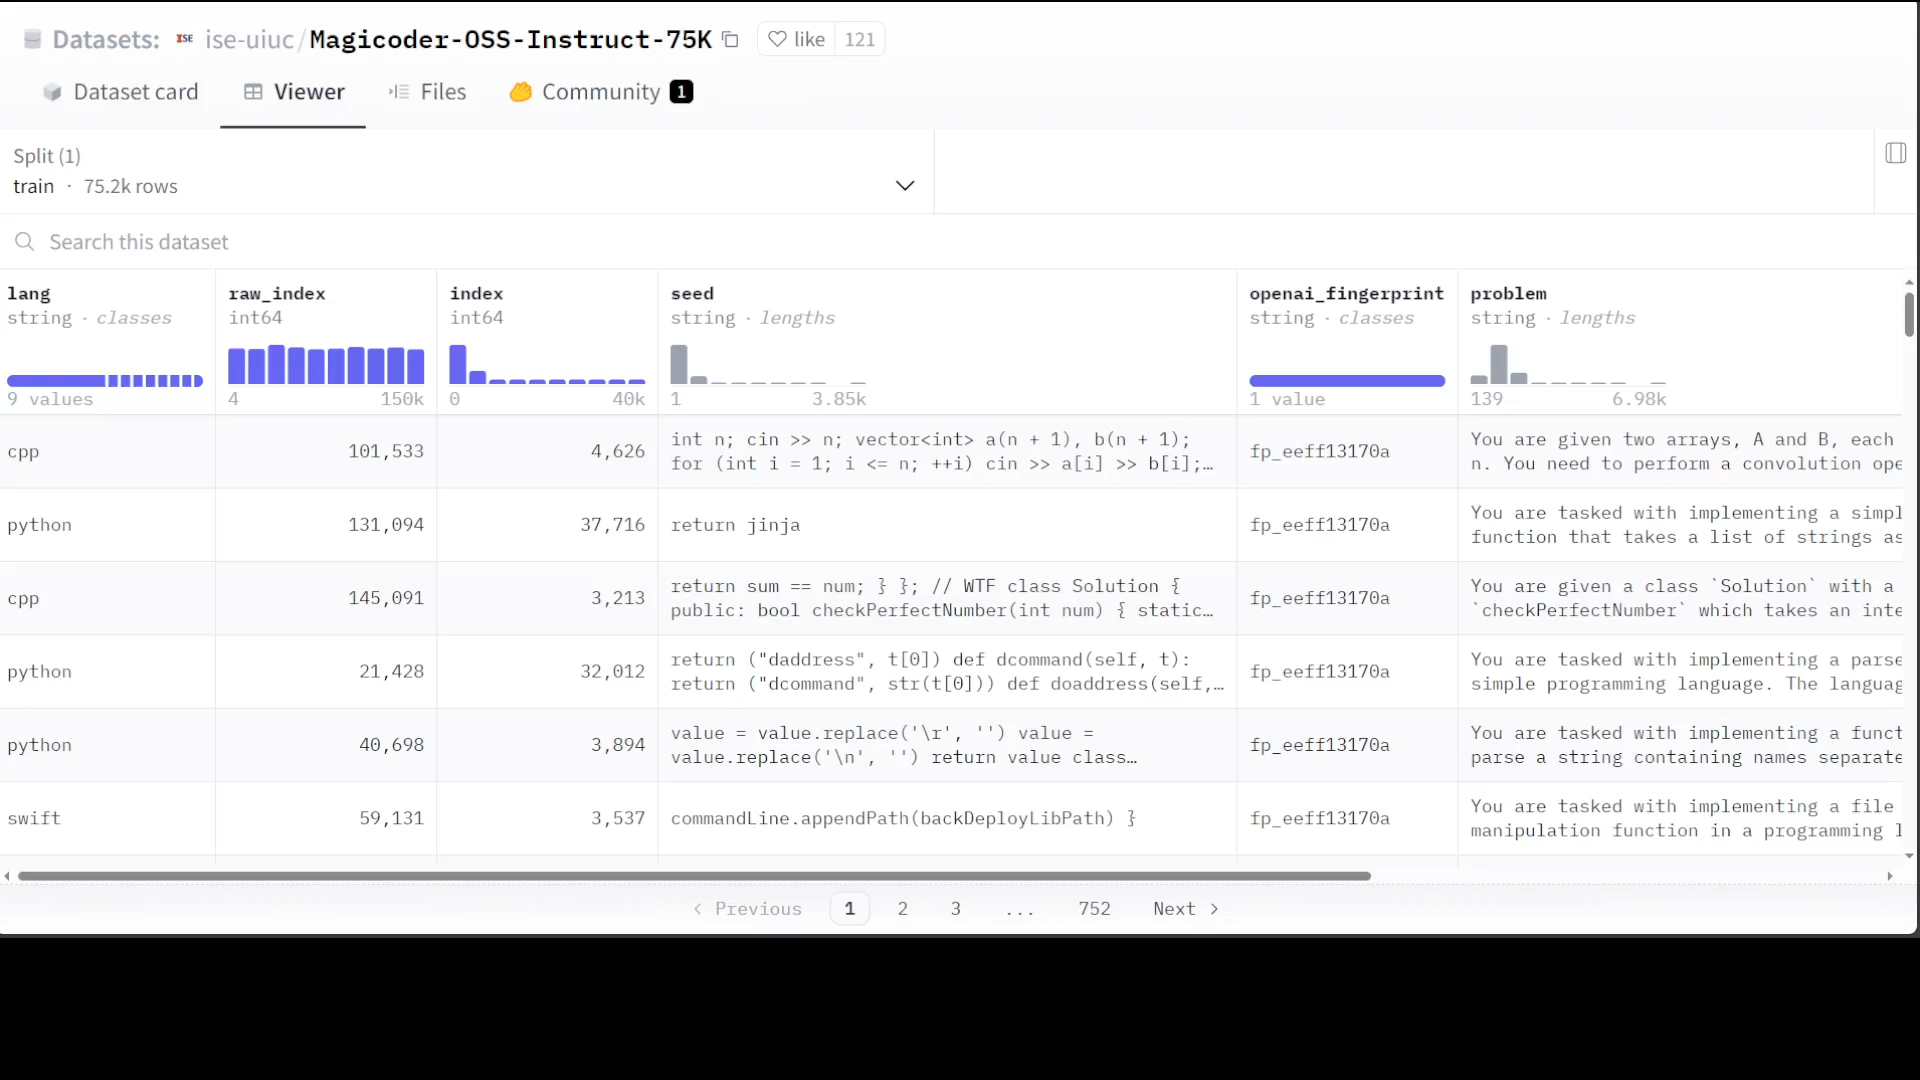 Datasets: ISE ise-uiuc/Magicoder-OSS-Instruct-75K like 121
Dataset card Viewer Files Community 1
Split (1)
train · 75.2k rows
Search this dataset
lang raw_index index seed openai_fingerprint problem
string · classes int64 int64 string · lengths string · classes string · lengths
9 values 4 150k 0 40k 1 3.85k 1 value 139 6.98k
cpp 101,533 4,626 int n; cin >> n; vector<int> a(n + 1), b(n + 1); fp_eeff13170a You are given two arrays, A and B, each
for (int i = 1; i <= n; ++i) cin >> a[i] >> b[i];… n. You need to perform a convolution ope
python 131,094 37,716 return jinja fp_eeff13170a You are tasked with implementing a simpl
function that takes a list of strings as
cpp 145,091 3,213 return sum == num; } }; // WTF class Solution { fp_eeff13170a You are given a class `Solution` with a
public: bool checkPerfectNumber(int num) { static… `checkPerfectNumber` which takes an inte
python 21,428 32,012 return ("daddress", t[0]) def dcommand(self, t): fp_eeff13170a You are tasked with implementing a parse
return ("dcommand", str(t[0])) def doaddress(self,… simple programming language. The languag
python 40,698 3,894 value = value.replace('\r', '') value = fp_eeff13170a You are tasked with implementing a funct
value.replace('\n', '') return value class… parse a string containing names separate
swift 59,131 3,537 commandLine.appendPath(backDeployLibPath) } fp_eeff13170a You are tasked with implementing a file
manipulation function in a programming l
< Previous 1 2 3 ... 752 Next >